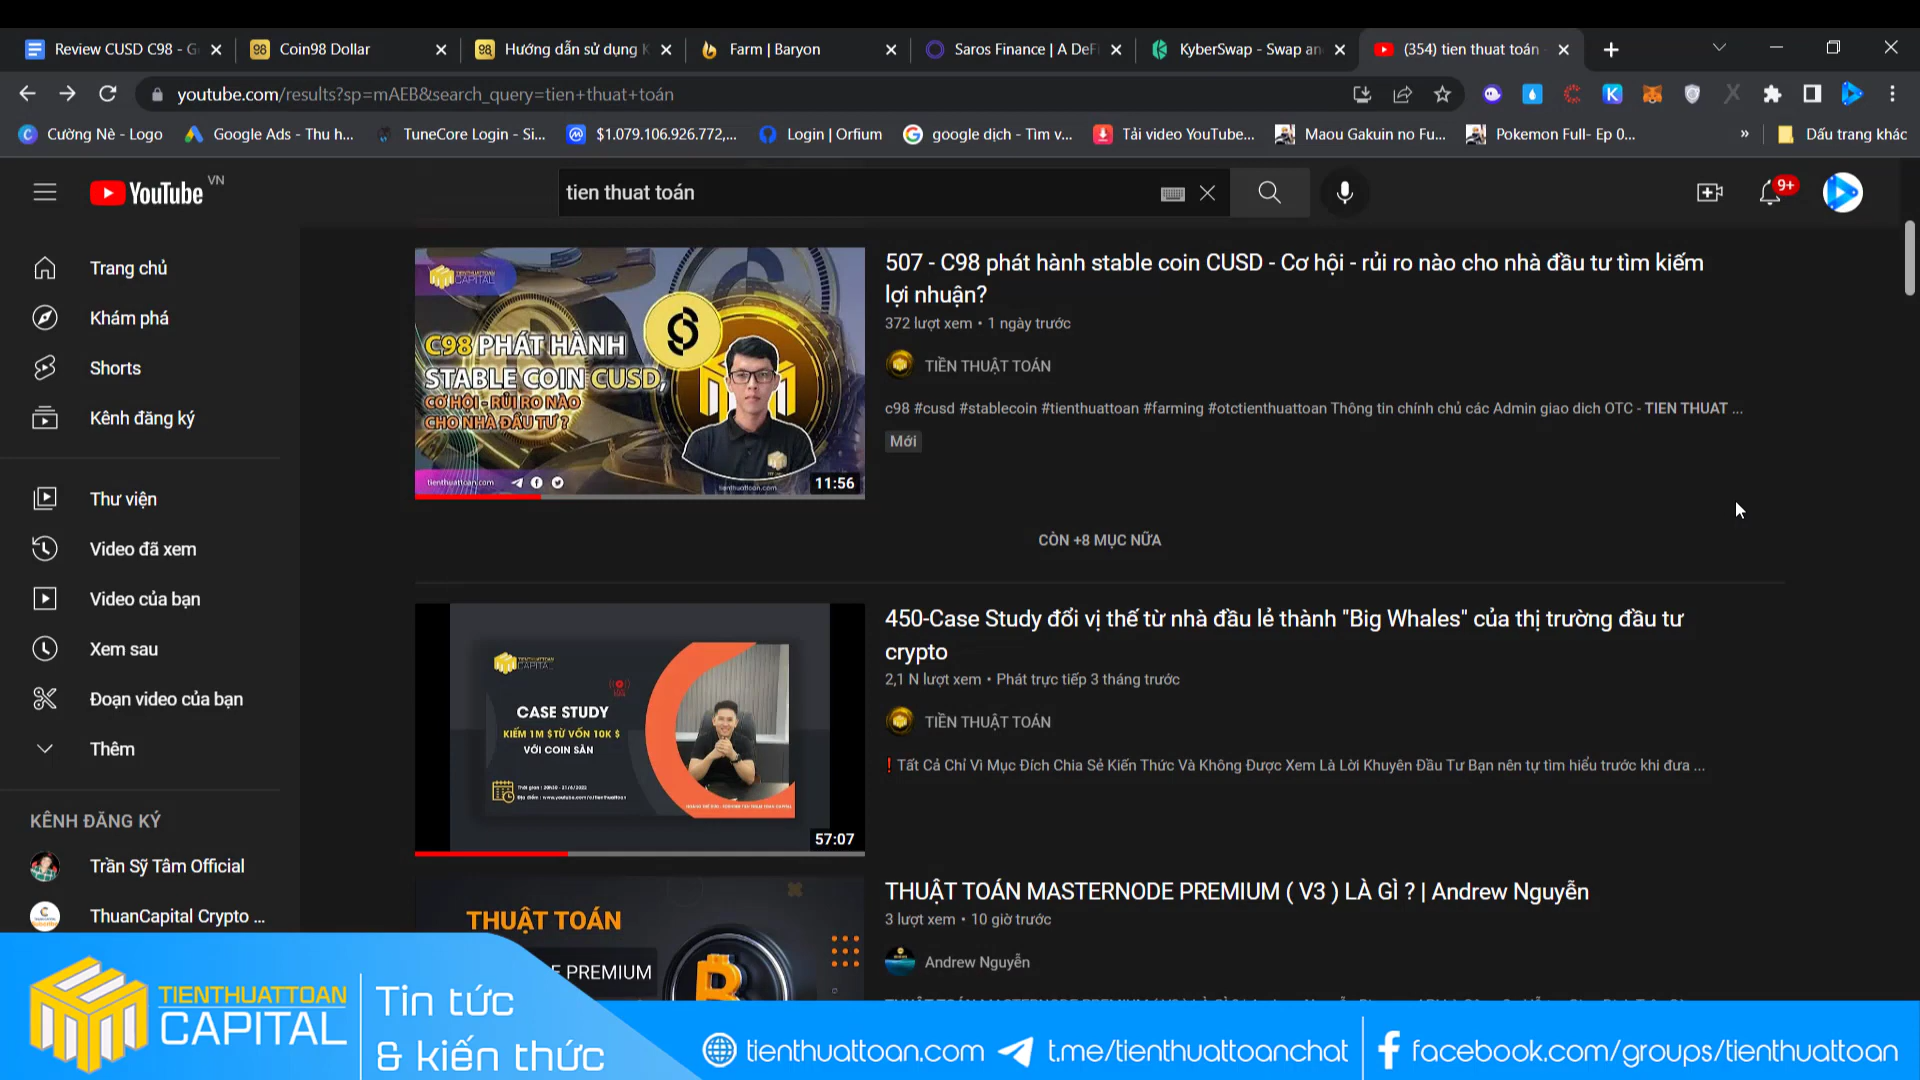 Review CUSD C98 - G
Coin98 Dollar
Hướng dẫn sử dụng K
Farm | Baryon
Saros Finance | A DeFi
KyberSwap - Swap an
(354) tien thuat toán
youtube.com/results?sp=mAEB&search_query=tien+thuat+toán
Cường Nè - Logo
Google Ads - Thu h...
TuneCore Login - Si...
$1.079.106.926.772,...
Login | Orfium
google dịch - Tìm v...
Tải video YouTube...
Maou Gakuin no Fu...
Pokemon Full- Ep 0...
»
Dấu trang khác
YouTube VN
tien thuat toán
9+
Trang chủ
Khám phá
Shorts
Kênh đăng ký
Thư viện
Video đã xem
Video của bạn
Xem sau
Đoạn video của bạn
Thêm
KÊNH ĐĂNG KÝ
Trần Sỹ Tâm Official
ThuanCapital Crypto ...
TIENTHUATTOAN
CAPITAL
C98 PHÁT HÀNH
STABLE COIN CUSD,
CƠ HỘI - RỦI RO NÀO
CHO NHÀ ĐẦU TƯ ?
tienthuattoan.com
tienthuattoan.com
11:56
507 - C98 phát hành stable coin CUSD - Cơ hội - rủi ro nào cho nhà đầu tư tìm kiếm
lợi nhuận?
372 lượt xem • 1 ngày trước
TIỀN THUẬT TOÁN
c98 #cusd #stablecoin #tienthuattoan #farming #otctienthuattoan Thông tin chính chủ các Admin giao dich OTC - TIEN THUAT ...
Mới
CÒN +8 MỤC NỮA
CASE STUDY
KIẾM 1M $ TỪ VỐN 10K $
VỚI COIN SÀN
57:07
450-Case Study đổi vị thế từ nhà đầu lẻ thành "Big Whales" của thị trường đầu tư
crypto
2,1 N lượt xem • Phát trực tiếp 3 tháng trước
TIỀN THUẬT TOÁN
❗Tất Cả Chỉ Vì Mục Đích Chia Sẻ Kiến Thức Và Không Được Xem Là Lời Khuyên Đầu Tư Bạn nên tự tìm hiểu trước khi đưa ...
THUẬT TOÁN
E PREMIUM
THUẬT TOÁN MASTERNODE PREMIUM ( V3 ) LÀ GÌ ? | Andrew Nguyễn
3 lượt xem • 10 giờ trước
Andrew Nguyễn
TIENTHUATTOAN
CAPITAL
Tin tức
& kiến thức
tienthuattoan.com
t.me/tienthuattoanchat
facebook.com/groups/tienthuattoan